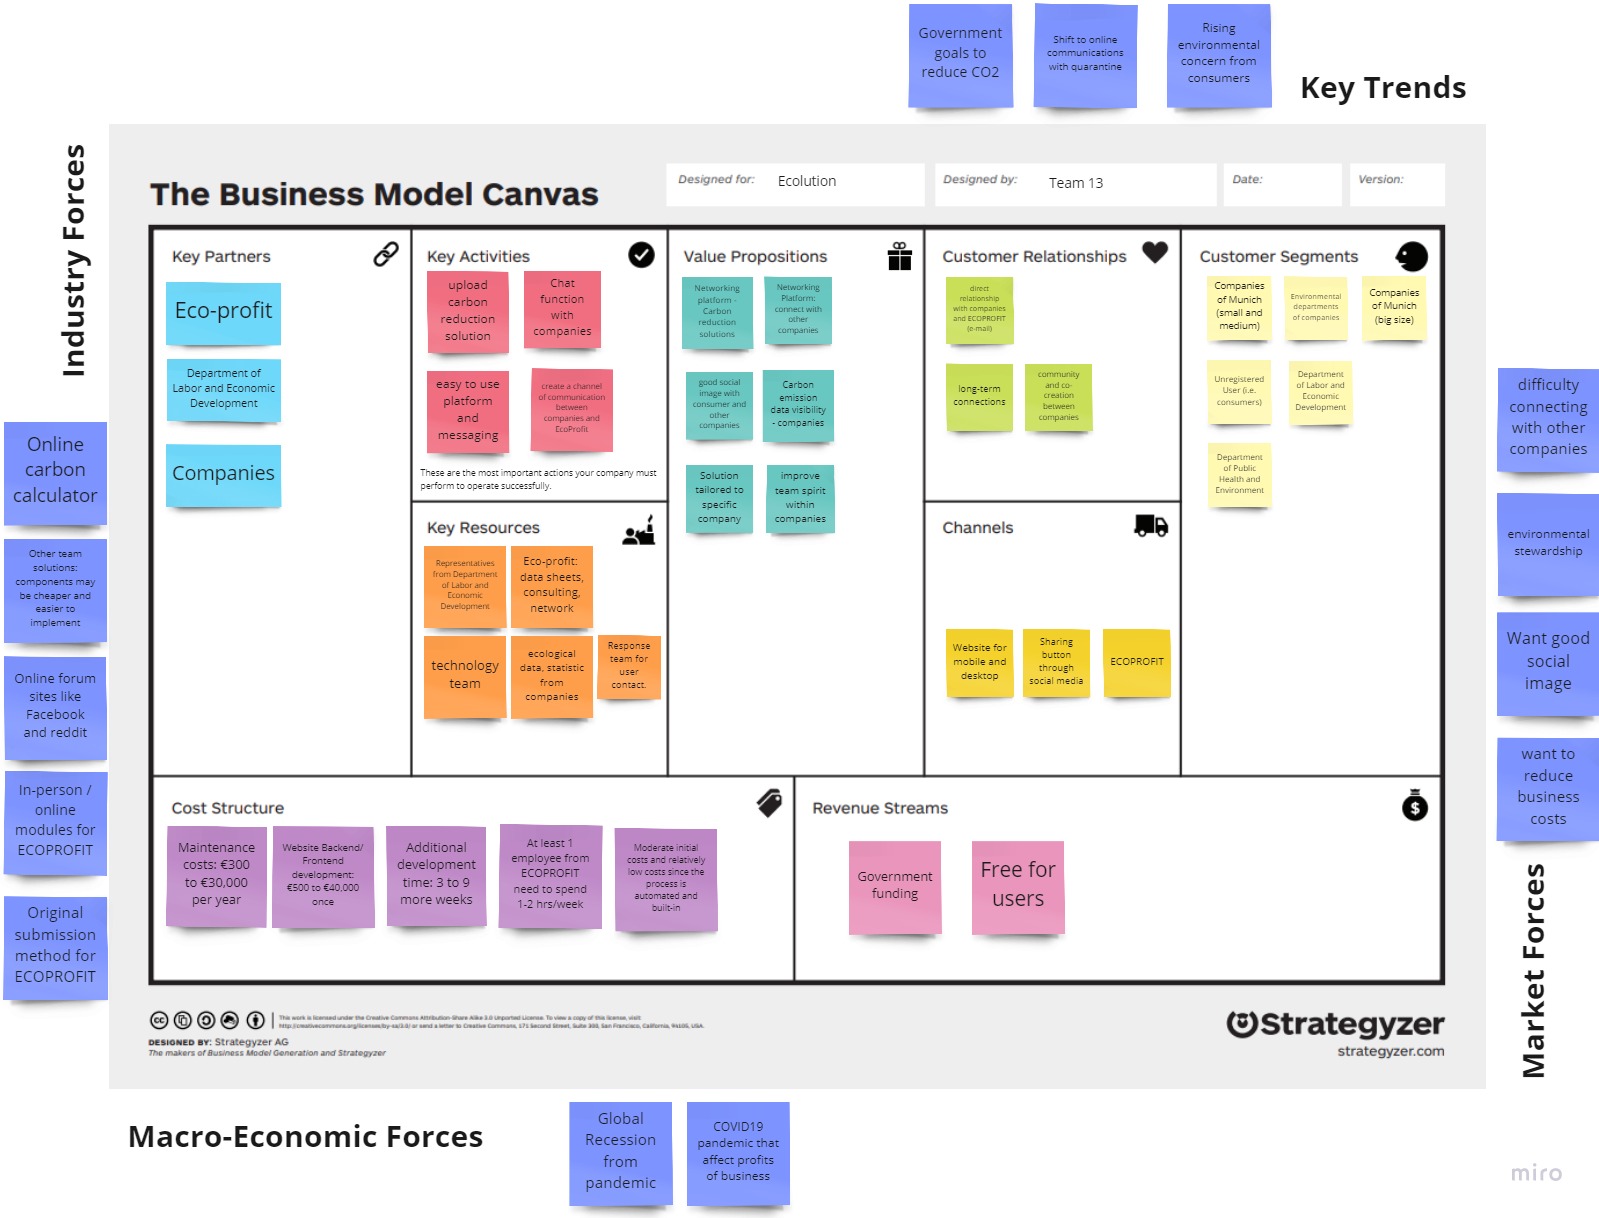 Government
goals to
reduce CO2
Shift to online
communications
with quarantine
Rising
environmental
concern from
consumers
Key Trends
Industry Forces
The Business Model Canvas
Designed for:
Ecolution
Designed by:
Team 13
Date:
Version:
Key Partners
Eco-profit
Department of
Labor and Economic
Development
Companies
Key Activities
upload
carbon
reduction
solution
Chat
function
with
companies
easy to use
platform
and
messaging
create a channel
of communication
between
companies and
EcoProfit
These are the most important actions your company must
perform to operate successfully.
Key Resources
Representatives
from Department
of Labor and
Economic
Development
Eco-profit:
data sheets,
consulting,
network
technology
team
ecological
data, statistic
from
companies
Response
team for
user
contact.
Value Propositions
Networking
platform -
Carbon
reduction
solutions
Networking
Platform:
connect with
other
companies
good social
image with
consumer and
other
companies
Carbon
emission
data visibility
- companies
Solution
tailored to
specific
company
improve
team spirit
within
companies
Customer Relationships
direct
relationship
with companies
and ECOPROFIT
(e-mail)
long-term
connections
community
and co-
creation
between
companies
Channels
Website for
mobile and
desktop
Sharing
button
through
social media
ECOPROFIT
Customer Segments
Companies
of Munich
(small and
medium)
Environmental
departments
of companies
Companies
of Munich
(big size)
Unregistered
User (i.e.
consumers)
Department
of Labor and
Economic
Development
Department
of Public
Health and
Environment
Cost Structure
Maintenance
costs: €300
to €30,000
per year
Website Backend/
Frontend
development:
€500 to €40,000
once
Additional
development
time: 3 to 9
more weeks
At least 1
employee from
ECOPROFIT
need to spend
1-2 hrs/week
Moderate initial
costs and relatively
low costs since the
process is
automated and
built-in
Revenue Streams
Government
funding
Free for
users
Online
carbon
calculator
Other team
solutions:
components may
be cheaper and
easier to
implement
Online forum
sites like
Facebook
and reddit
In-person /
online
modules for
ECOPROFIT
Original
submission
method for
ECOPROFIT
difficulty
connecting
with other
companies
environmental
stewardship
Want good
social
image
want to
reduce
business
costs
Market Forces
This work is licensed under the Creative Commons Attribution-Share Alike 3.0 Unported License. To view a copy of this license, visit:
http://creativecommons.org/licenses/by-sa/3.0/ or send a letter to Creative Commons, 171 Second Street, Suite 300, San Francisco, California, 94105, USA.
DESIGNED BY: Strategyzer AG
The makers of Business Model Generation and Strategyzer
Strategyzer
strategyzer.com
Macro-Economic Forces
Global
Recession
from
pandemic
COVID19
pandemic that
affect profits
of business
miro